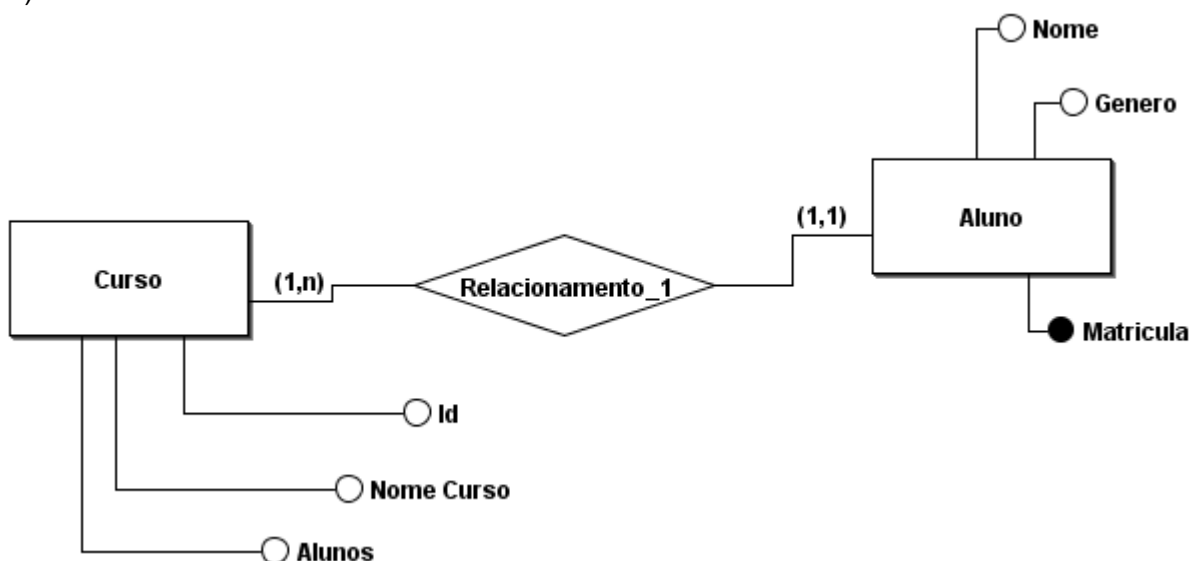 )
Nome
Genero
(1,1)
Aluno
Curso
(1,n)
Relacionamento_1
Matricula
Id
Nome Curso
Alunos